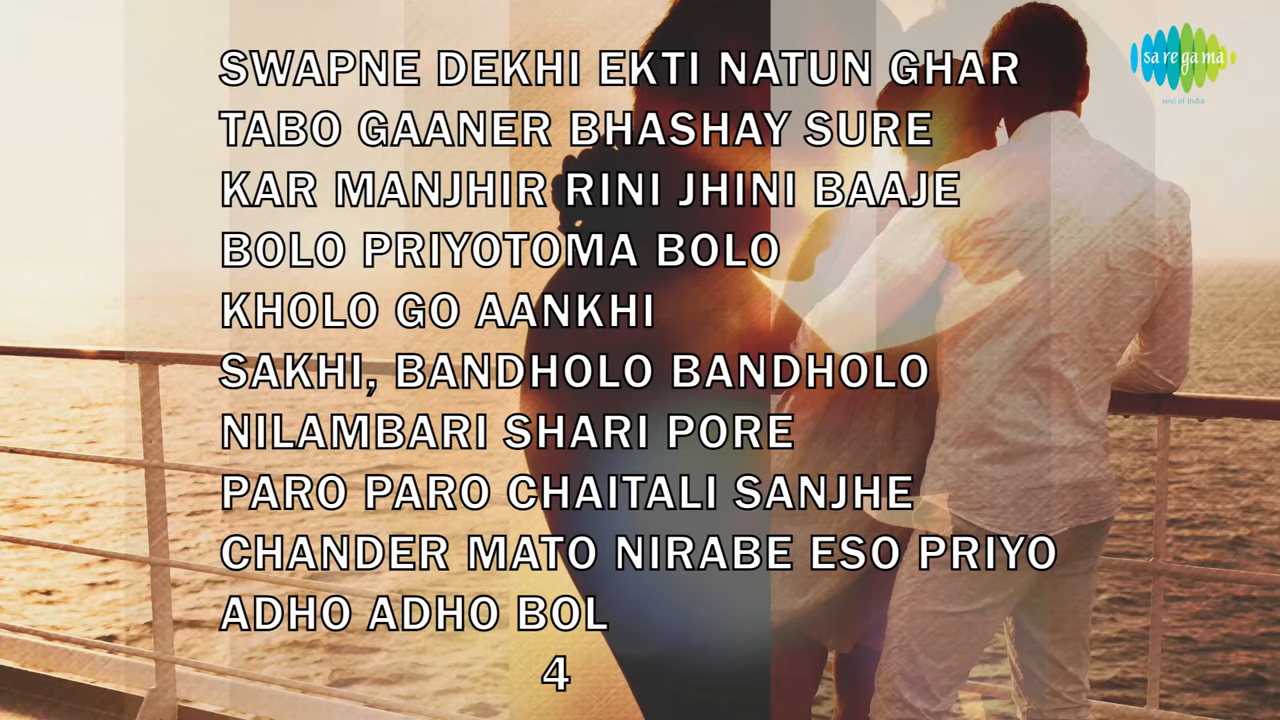 SWAPNE DEKHI EKTI NATUN GHAR
TABO GAANER BHASHAY SURE
KAR MANJHIR RINI JHINI BAAJE
BOLO PRIYOTOMA BOLO
KHOLO GO AANKHI
SAKHI, BANDHOLO BANDHOLO
NILAMBARI SHARI PORE
PARO PARO CHAITALI SANJHE
CHANDER MATO NIRABE ESO PRIYO
ADHO ADHO BOL
4
sa re ga ma
soul of India